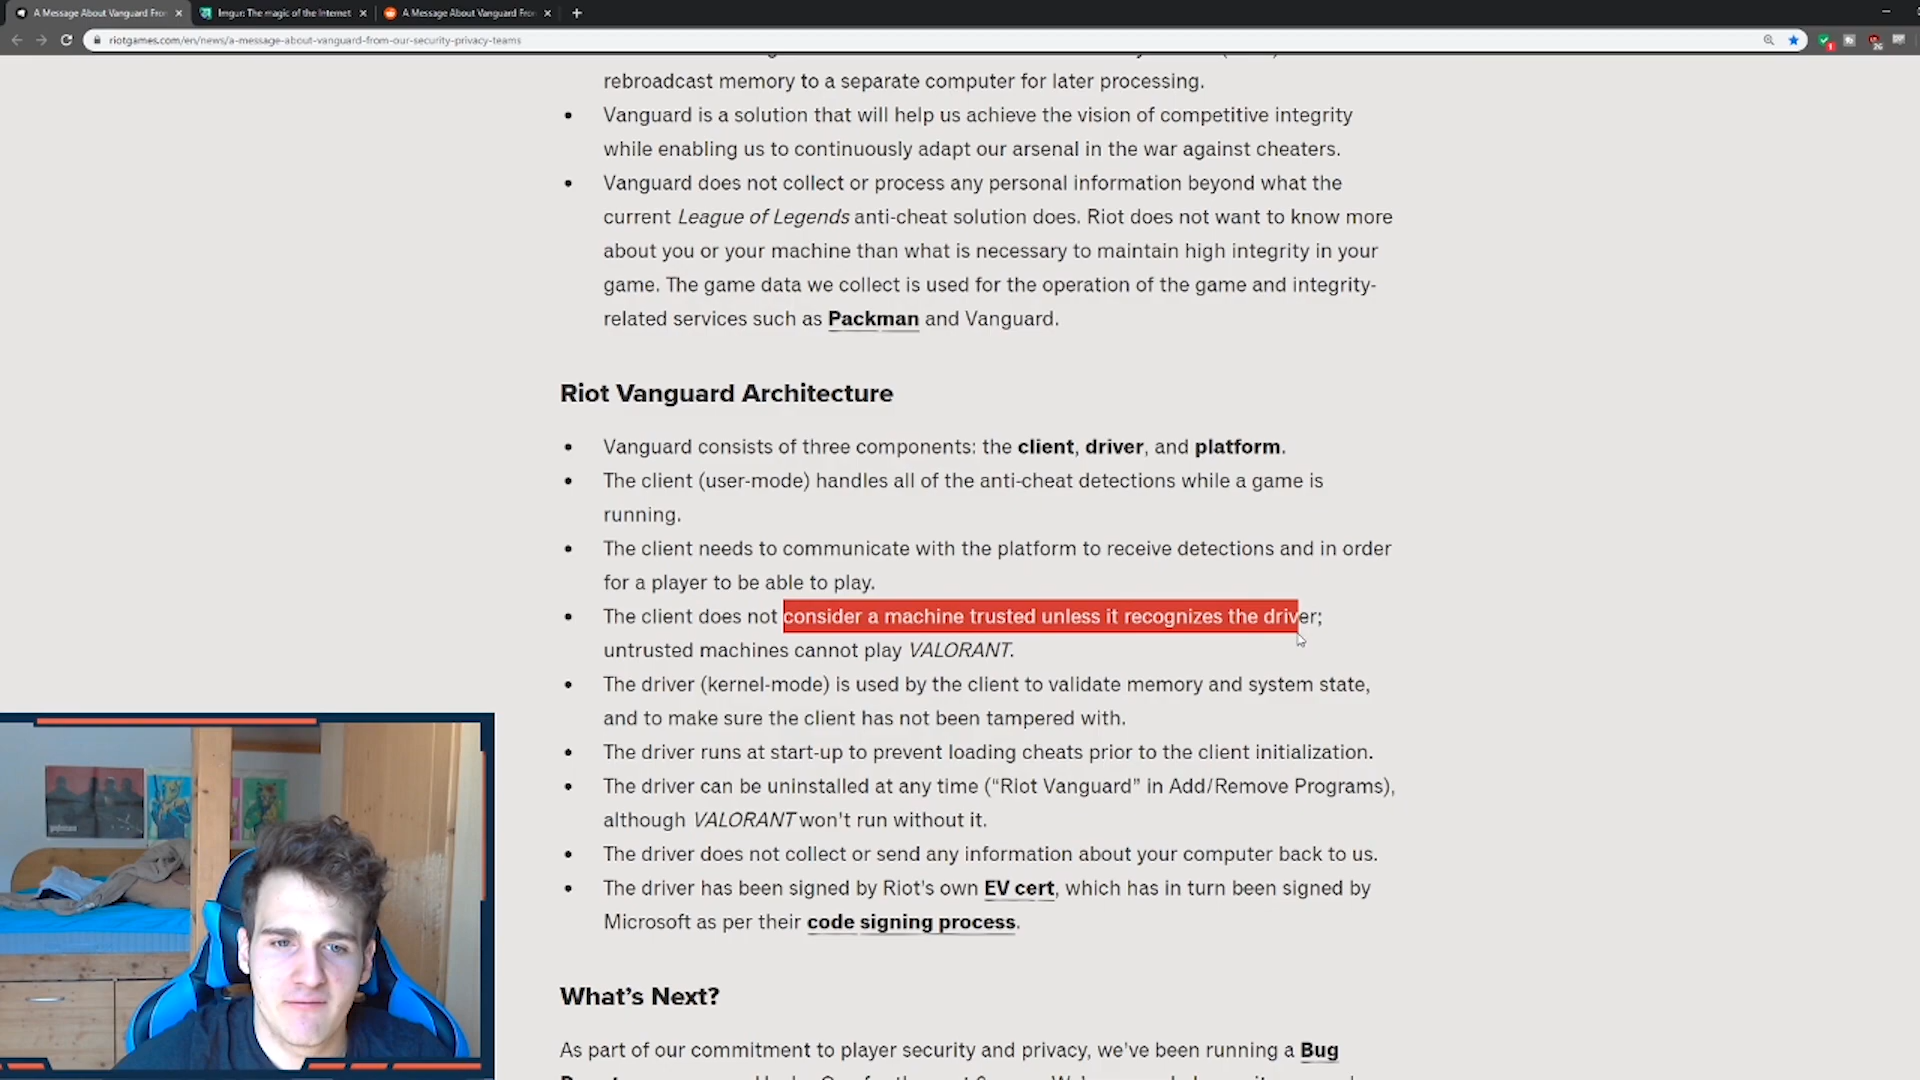 A Message About Vanguard Fro
Imgur: The magic of the Internet
A Message About Vanguard Fro
riotgames.com/en/news/a-message-about-vanguard-from-our-security-privacy-teams
rebroadcast memory to a separate computer for later processing.
• Vanguard is a solution that will help us achieve the vision of competitive integrity
while enabling us to continuously adapt our arsenal in the war against cheaters.
• Vanguard does not collect or process any personal information beyond what the
current League of Legends anti-cheat solution does. Riot does not want to know more
about you or your machine than what is necessary to maintain high integrity in your
game. The game data we collect is used for the operation of the game and integrity-
related services such as Packman and Vanguard.
Riot Vanguard Architecture
• Vanguard consists of three components: the client, driver, and platform.
• The client (user-mode) handles all of the anti-cheat detections while a game is
running.
• The client needs to communicate with the platform to receive detections and in order
for a player to be able to play.
• The client does not consider a machine trusted unless it recognizes the driver;
untrusted machines cannot play VALORANT.
• The driver (kernel-mode) is used by the client to validate memory and system state,
and to make sure the client has not been tampered with.
• The driver runs at start-up to prevent loading cheats prior to the client initialization.
• The driver can be uninstalled at any time (“Riot Vanguard” in Add/Remove Programs),
although VALORANT won't run without it.
• The driver does not collect or send any information about your computer back to us.
• The driver has been signed by Riot's own EV cert, which has in turn been signed by
Microsoft as per their code signing process.
What's Next?
As part of our commitment to player security and privacy, we've been running a Bug